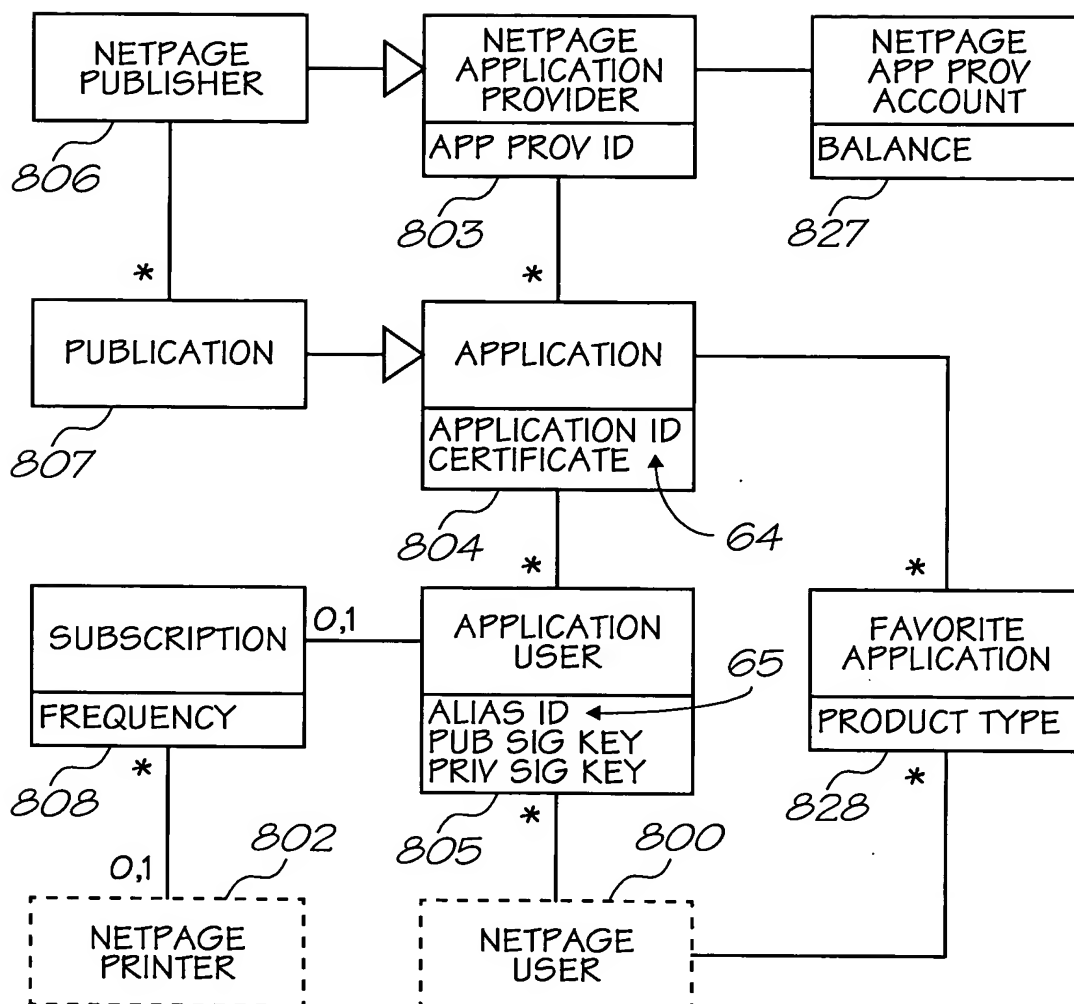 NETPAGE
PUBLISHER
806
NETPAGE
APPLICATION
PROVIDER
APP PROV ID
803
NETPAGE
APP PROV
ACCOUNT
BALANCE
827
*
*
PUBLICATION
807
APPLICATION
APPLICATION ID
CERTIFICATE
804
64
*
*
SUBSCRIPTION
FREQUENCY
808
0,1
APPLICATION
USER
65
ALIAS ID
PUB SIG KEY
PRIV SIG KEY
805
FAVORITE
APPLICATION
PRODUCT TYPE
828
*
*
*
802
800
0,1
NETPAGE
PRINTER
NETPAGE
USER